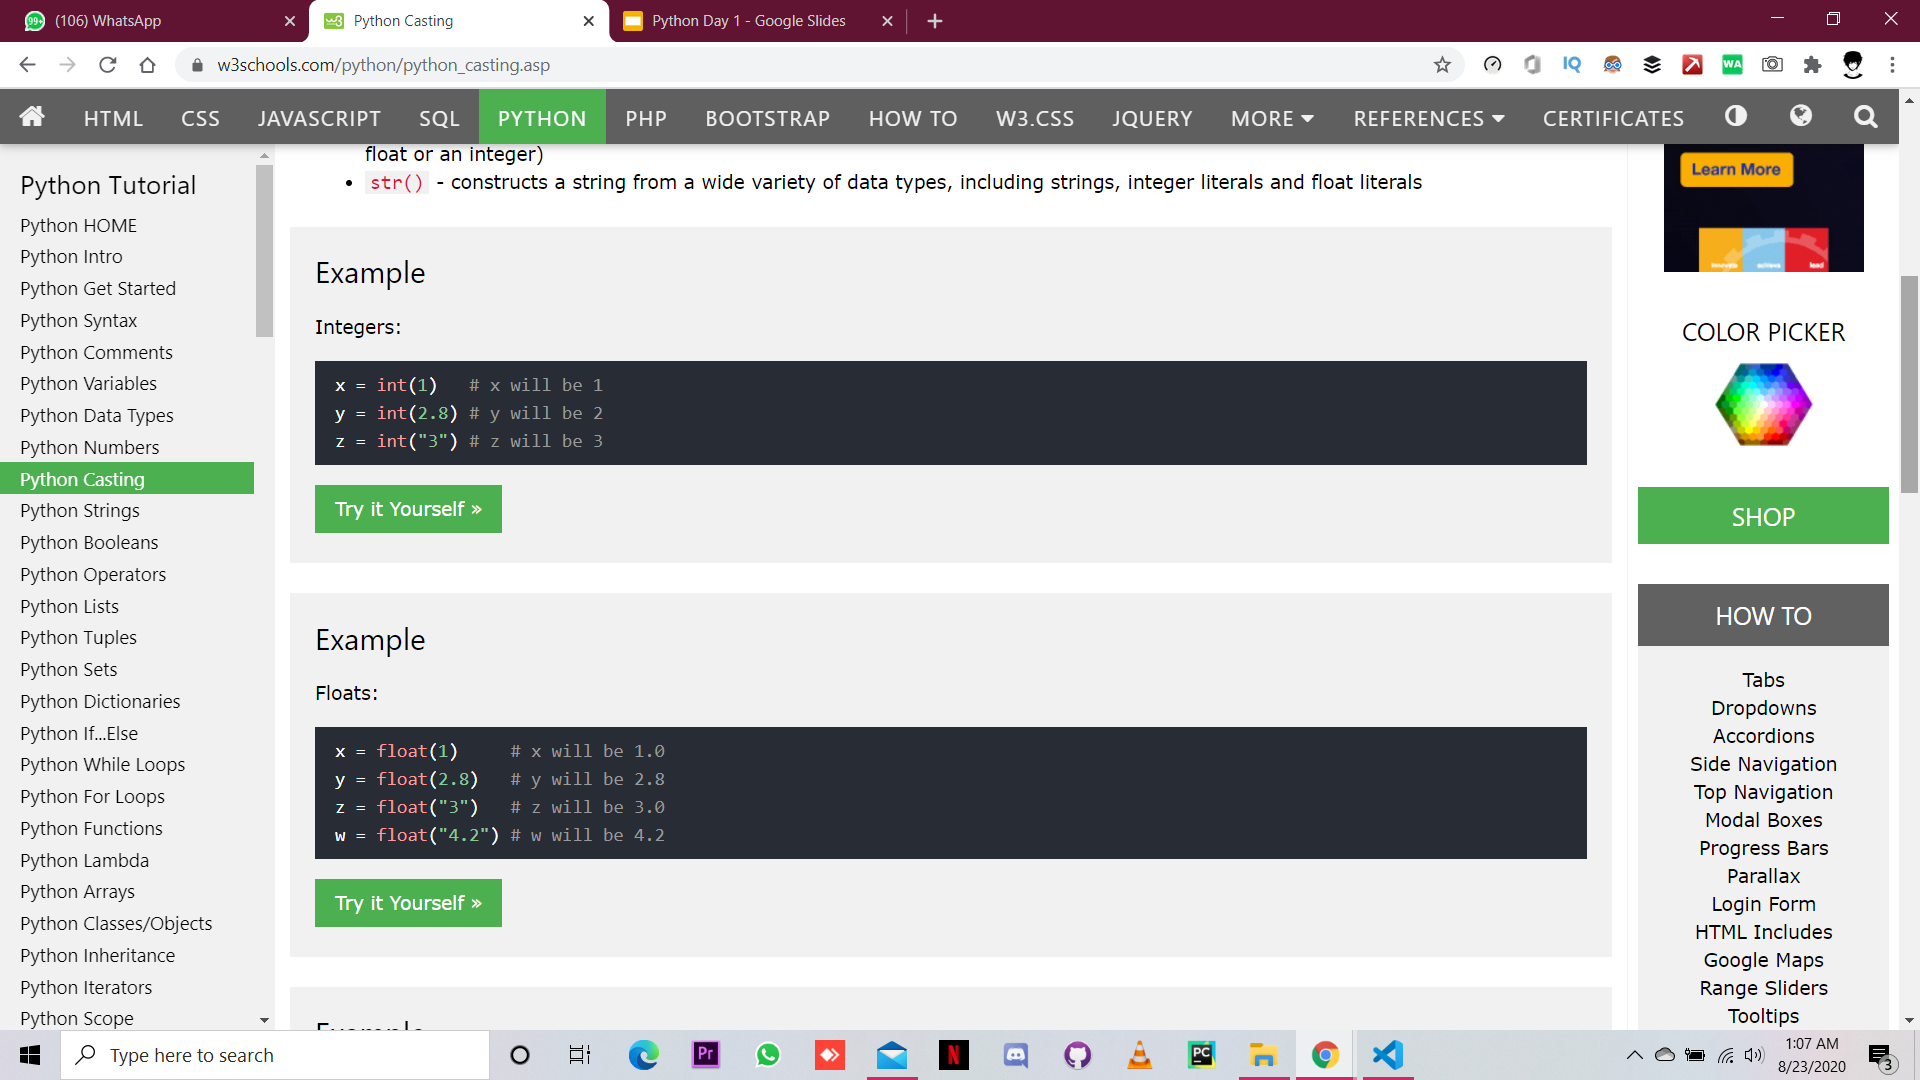 (106) WhatsApp
Python Casting
Python Day 1 - Google Slides
w3schools.com/python/python_casting.asp
HTML CSS JAVASCRIPT SQL PYTHON PHP BOOTSTRAP HOW TO W3.CSS JQUERY MORE REFERENCES CERTIFICATES
Python Tutorial
Python HOME
Python Intro
Python Get Started
Python Syntax
Python Comments
Python Variables
Python Data Types
Python Numbers
Python Casting
Python Strings
Python Booleans
Python Operators
Python Lists
Python Tuples
Python Sets
Python Dictionaries
Python If...Else
Python While Loops
Python For Loops
Python Functions
Python Lambda
Python Arrays
Python Classes/Objects
Python Inheritance
Python Iterators
Python Scope
float or an integer)
• str() - constructs a string from a wide variety of data types, including strings, integer literals and float literals
Example
Integers:
x = int(1)   # x will be 1
y = int(2.8) # y will be 2
z = int("3") # z will be 3
Try it Yourself »
Example
Floats:
x = float(1)     # x will be 1.0
y = float(2.8)   # y will be 2.8
z = float("3")   # z will be 3.0
w = float("4.2") # w will be 4.2
Try it Yourself »
Example
Learn More
achieve
lead
COLOR PICKER
SHOP
HOW TO
Tabs
Dropdowns
Accordions
Side Navigation
Top Navigation
Modal Boxes
Progress Bars
Parallax
Login Form
HTML Includes
Google Maps
Range Sliders
Tooltips
Type here to search
1:07 AM
8/23/2020
3